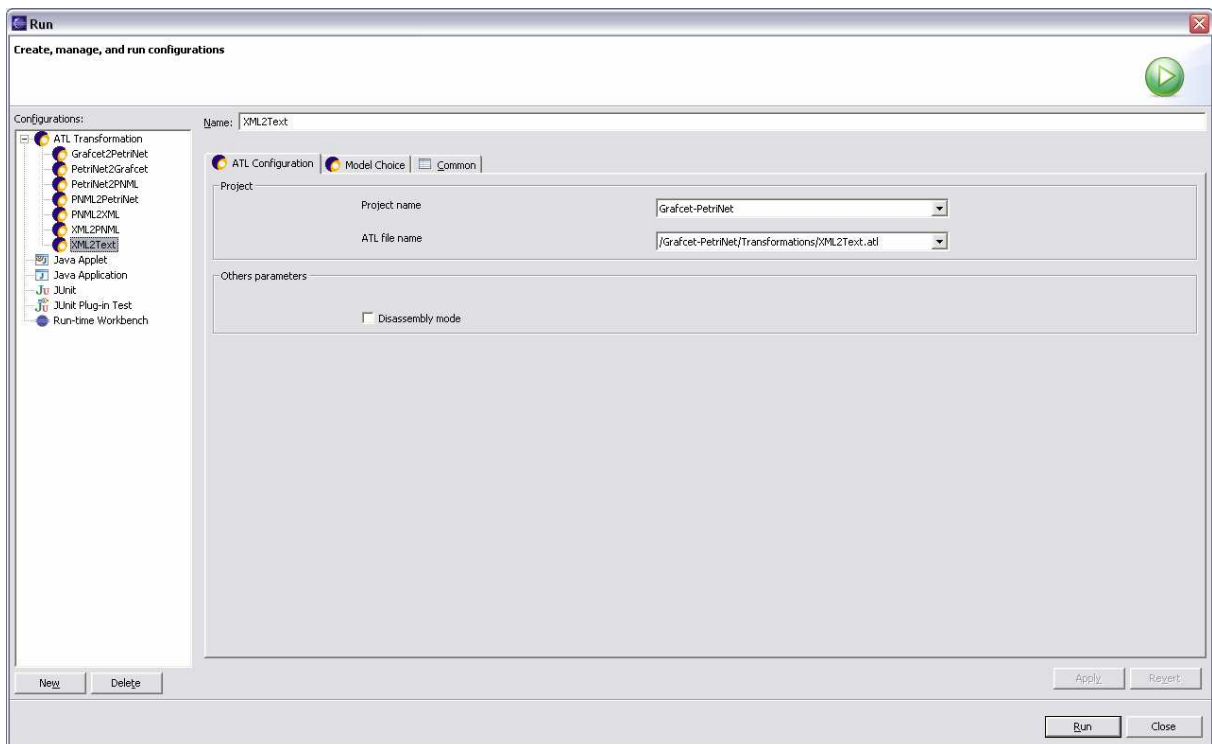 Run
Create, manage, and run configurations
Configurations:
ATL Transformation
Grafcet2PetriNet
PetriNet2Grafcet
PetriNet2PNML
PNML2PetriNet
PNML2XML
XML2PNML
XML2Text
Java Applet
Java Application
JUnit
JUnit Plug-in Test
Run-time Workbench
New
Delete
Name: XML2Text
ATL Configuration
Model Choice
Common
Project
Project name
Grafcet-PetriNet
ATL file name
/Grafcet-PetriNet/Transformations/XML2Text.atl
Others parameters
Disassembly mode
Apply
Revert
Run
Close